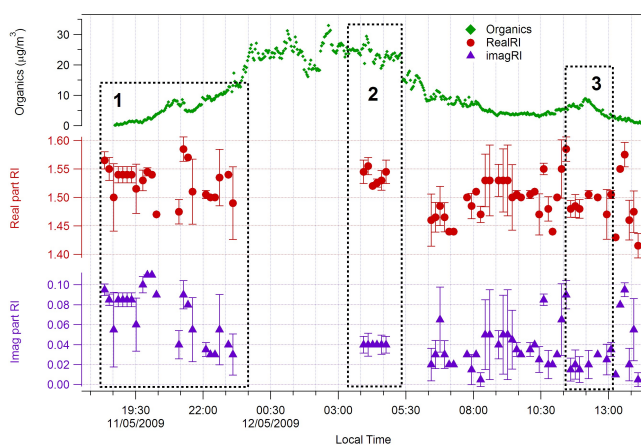 Organics
RealRI
imagRI
Organics (µg/m³)
30
20
10
0
1
2
3
Real part RI
1.60
1.55
1.50
1.45
1.40
Imag part RI
0.10
0.08
0.06
0.04
0.02
0.00
19:30 22:00 00:30 03:00 05:30 08:00 10:30 13:00
11/05/2009 12/05/2009
Local Time